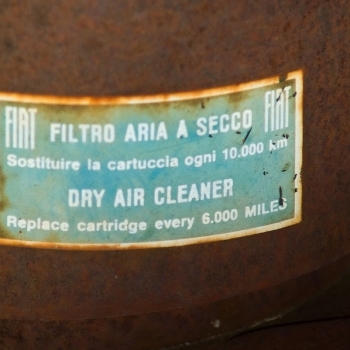 FIAT FILTRO ARIA A SECCO FIAT
Sostituire la cartuccia ogni 10.000 km
DRY AIR CLEANER
Replace cartridge every 6.000 MILES